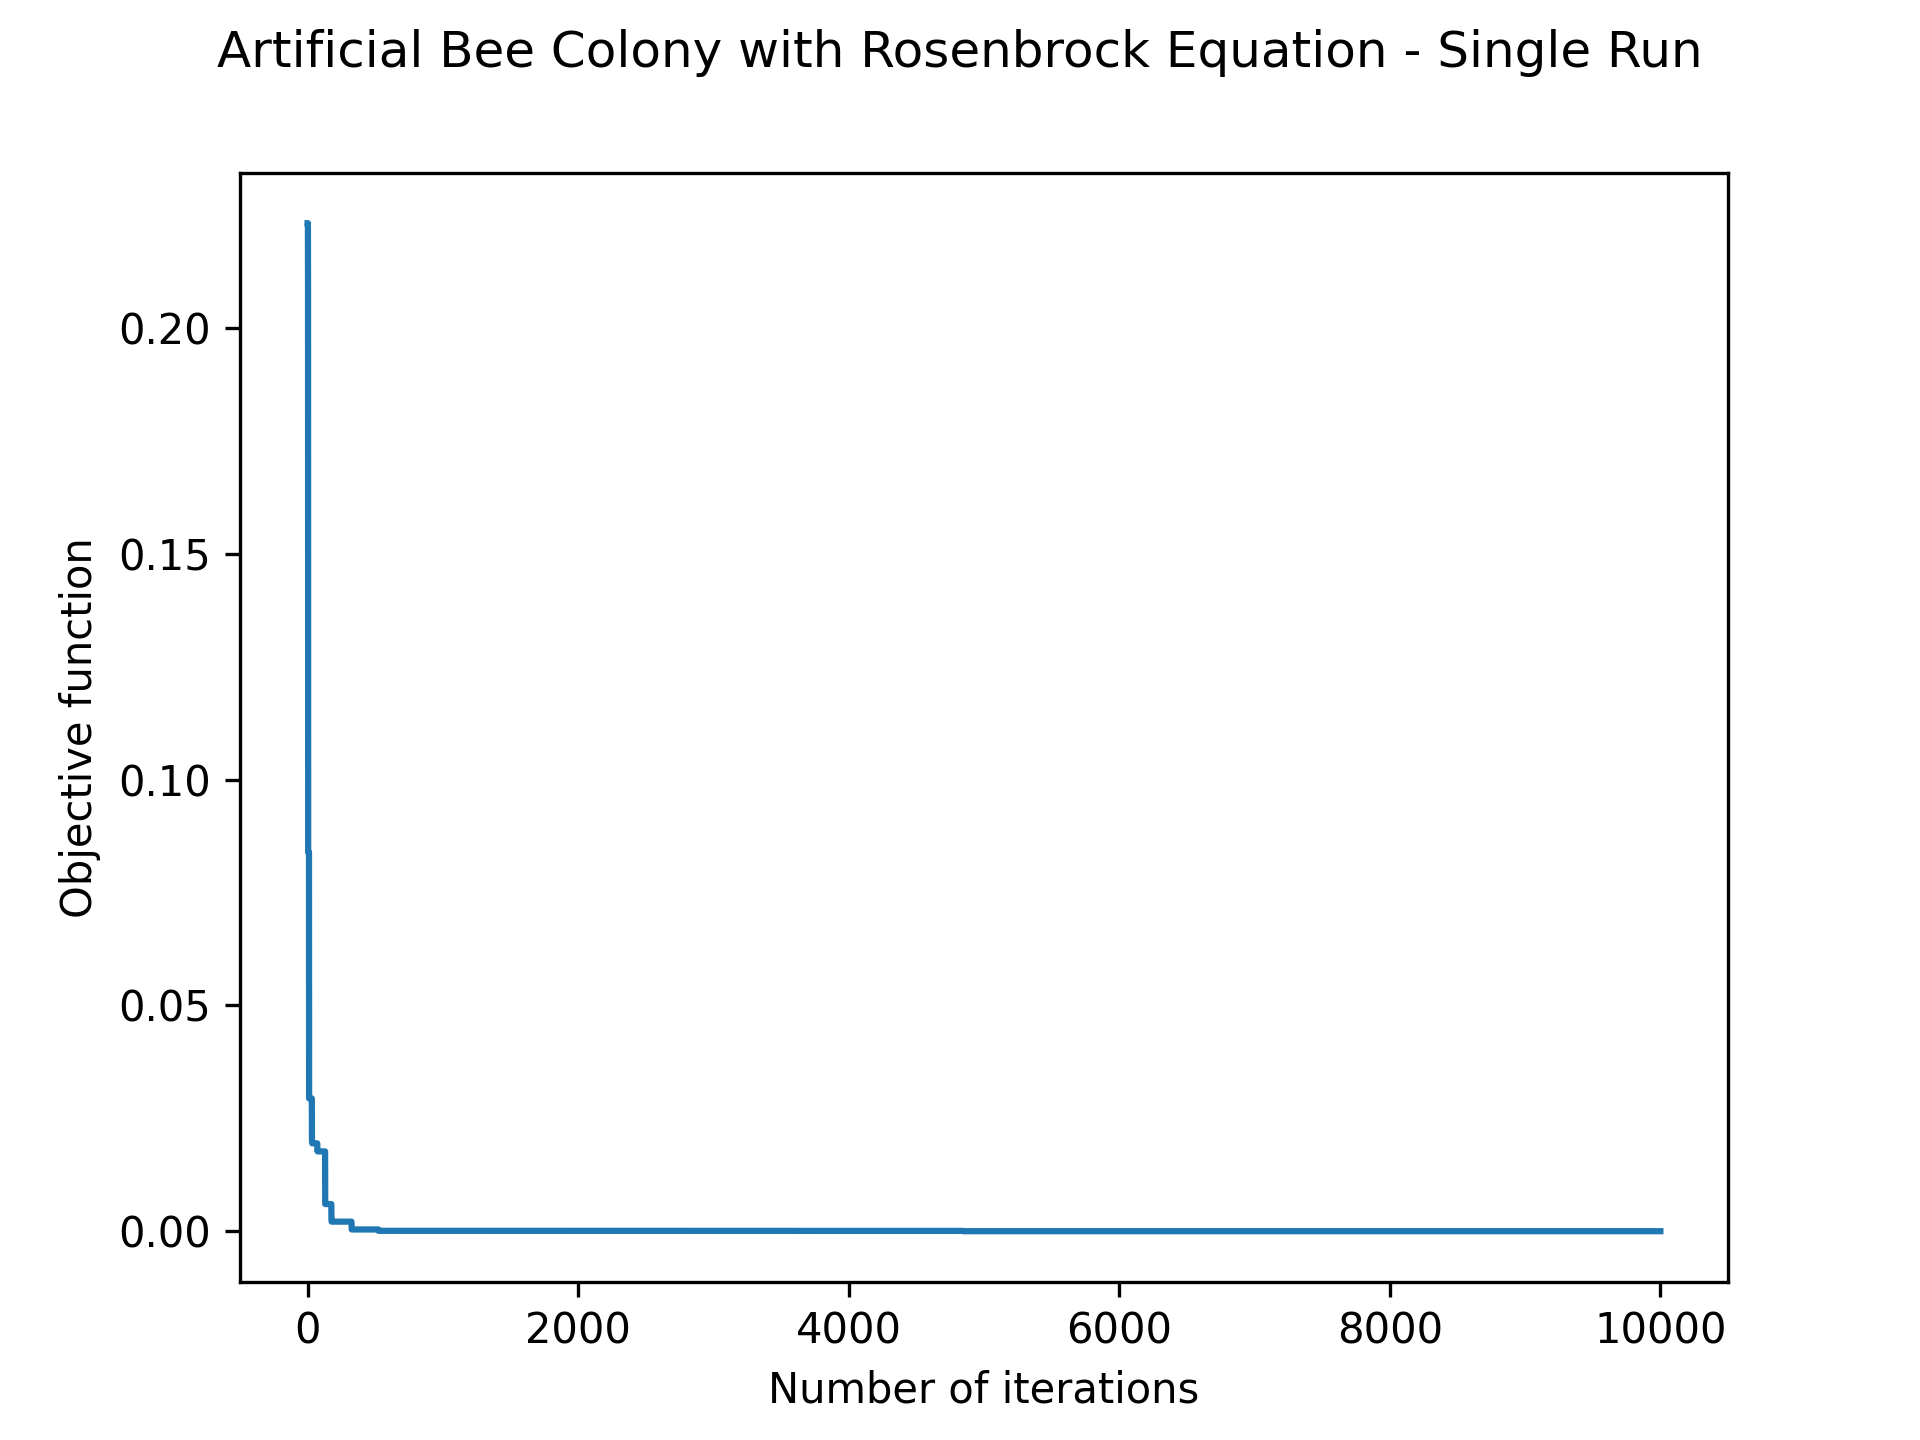 Artificial Bee Colony with Rosenbrock Equation - Single Run
0.20
0.15
0.10
0.05
0.00
Objective function
0 2000 4000 6000 8000 10000
Number of iterations